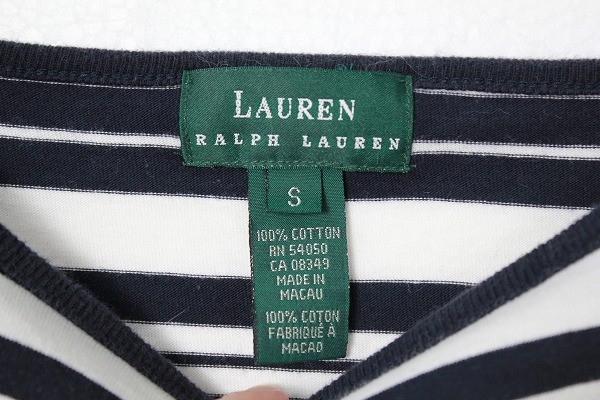 LAUREN
RALPH LAUREN
S
100% COTTON
RN 54050
CA 08349
MADE IN
MACAU
100% COTON
FABRIQUÉ À
MACAO